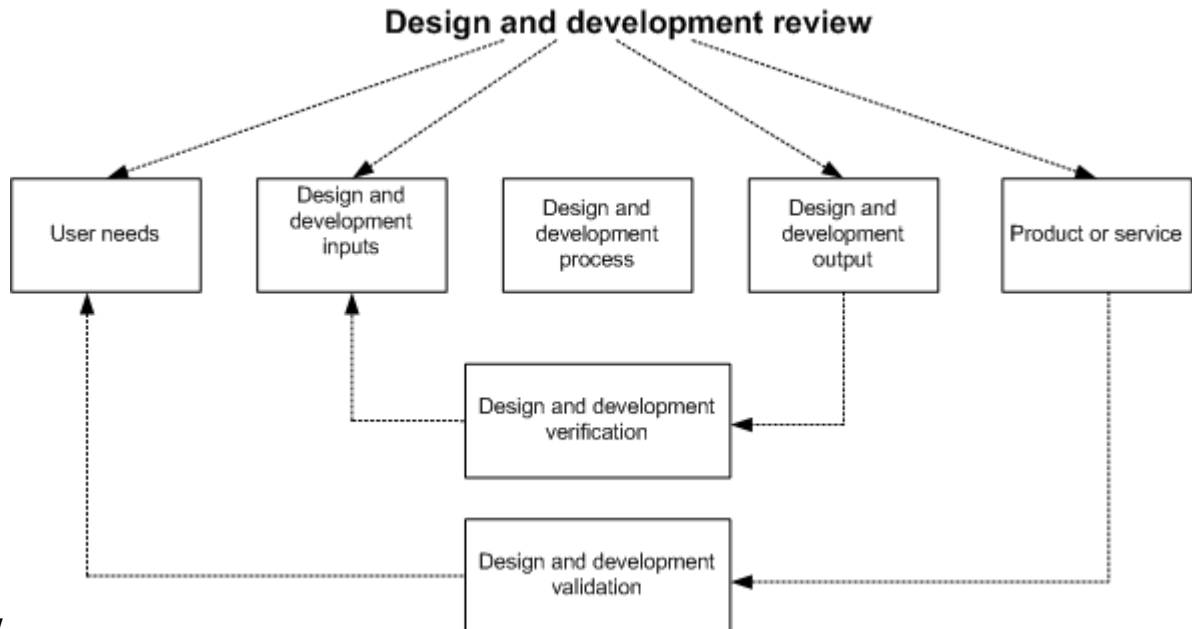 Design and development review
User needs
Design and
development
inputs
Design and
development
process
Design and
development
output
Product or service
Design and development
verification
Design and development
validation